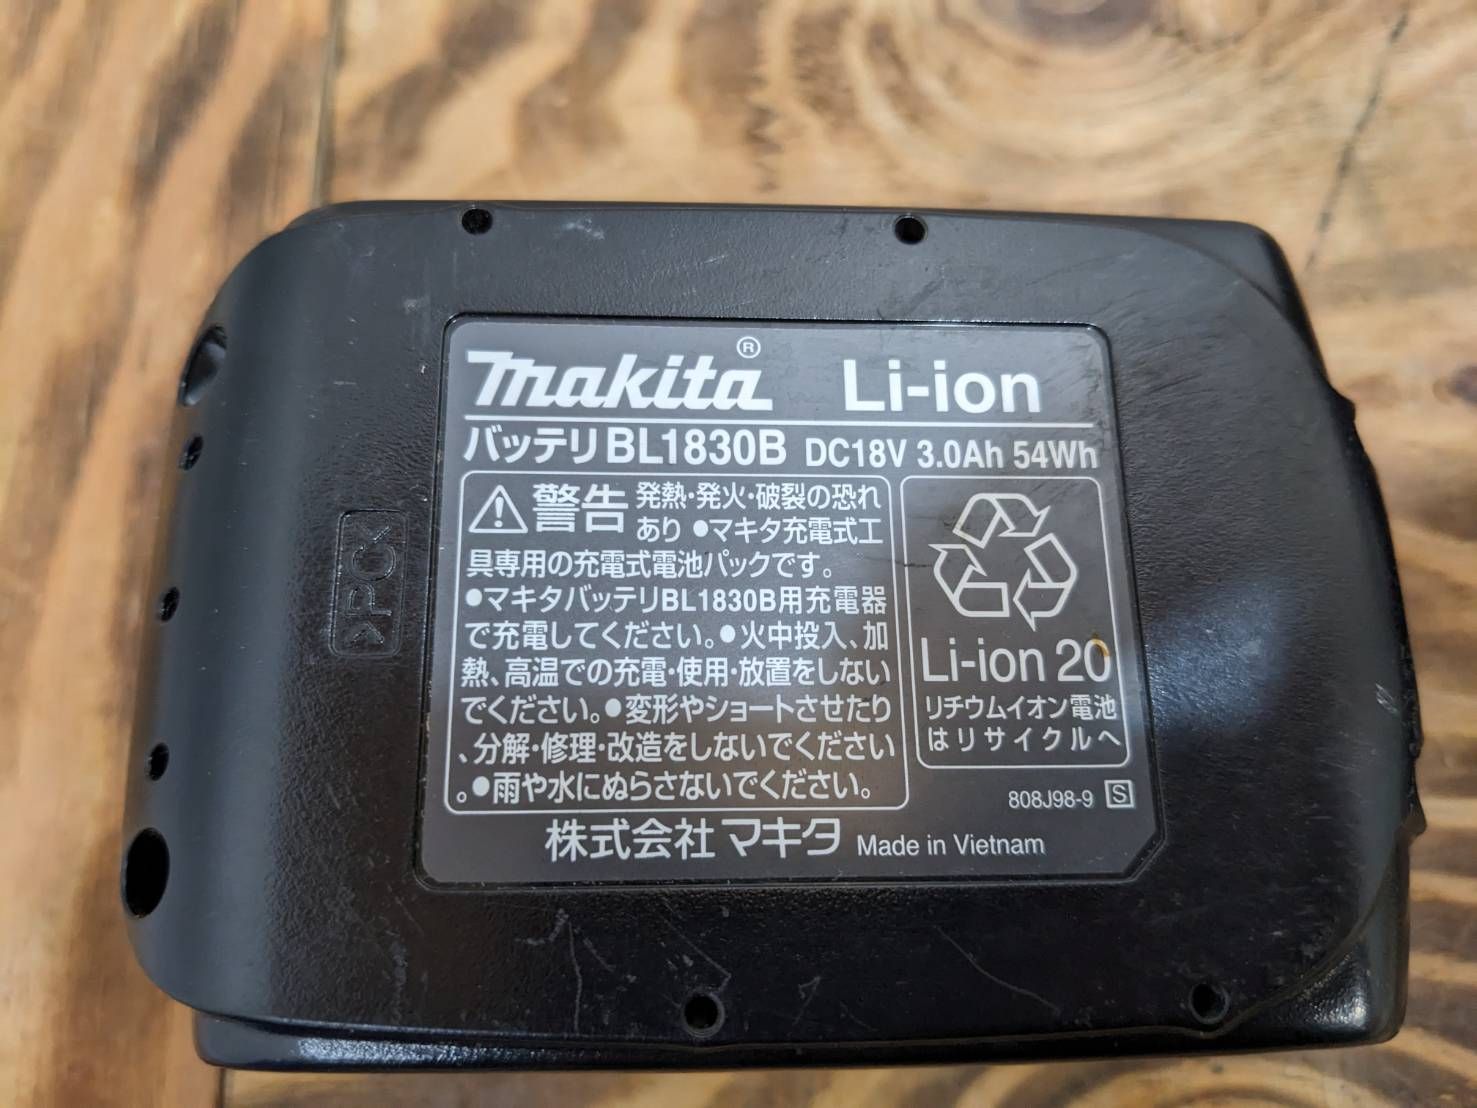 makita® Li-ion
バッテリBL1830B DC18V 3.0Ah 54Wh
警告 発熱・発火・破裂の恐れ
あり ●マキタ充電式工
具専用の充電式電池パックです。
●マキタバッテリBL1830B用充電器
で充電してください。●火中投入、加
熱、高温での充電・使用・放置をしない
でください。●変形やショートさせたり
、分解・修理・改造をしないでください
。●雨や水にぬらさないでください。
Li-ion 20
リチウムイオン電池
はリサイクルへ
808J98-9 S
株式会社マキタ Made in Vietnam
>PC<